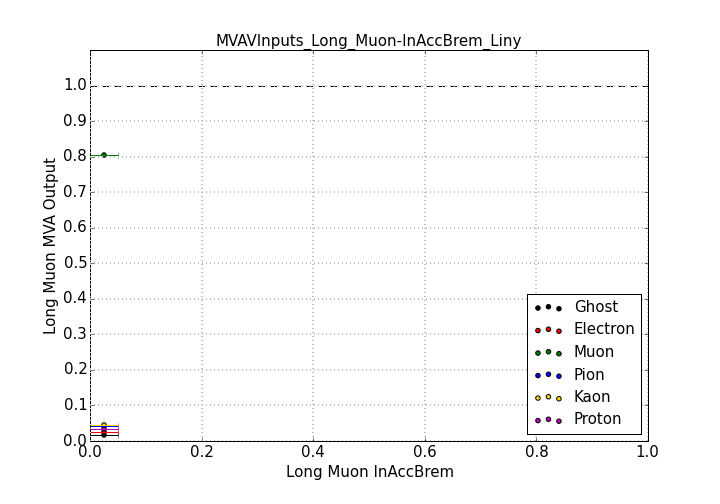 MVAVInputs_Long_Muon-InAccBrem_Liny
1.0
0.9
0.8
0.7
0.6
0.5
0.4
0.3
0.2
0.1
0.0
Long Muon MVA Output
Ghost
Electron
Muon
Pion
Kaon
Proton
0.0 0.2 0.4 0.6 0.8 1.0
Long Muon InAccBrem